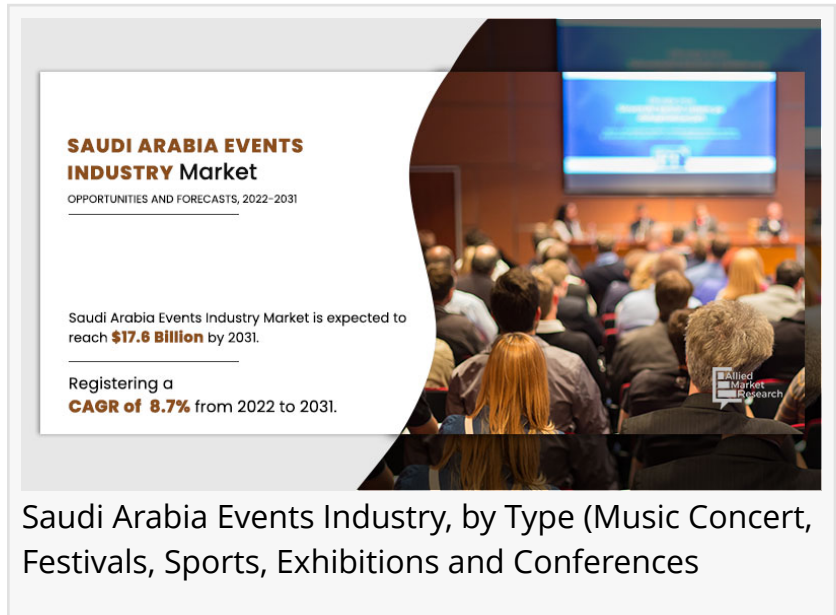 SAUDI ARABIA EVENTS
INDUSTRY Market
OPPORTUNITIES AND FORECASTS, 2022-2031
Saudi Arabia Events Industry Market is expected to
reach $17.6 Billion by 2031.
Registering a
CAGR of 8.7% from 2022 to 2031.
Allied
Market
Research
Saudi Arabia Events Industry, by Type (Music Concert,
Festivals, Sports, Exhibitions and Conferences